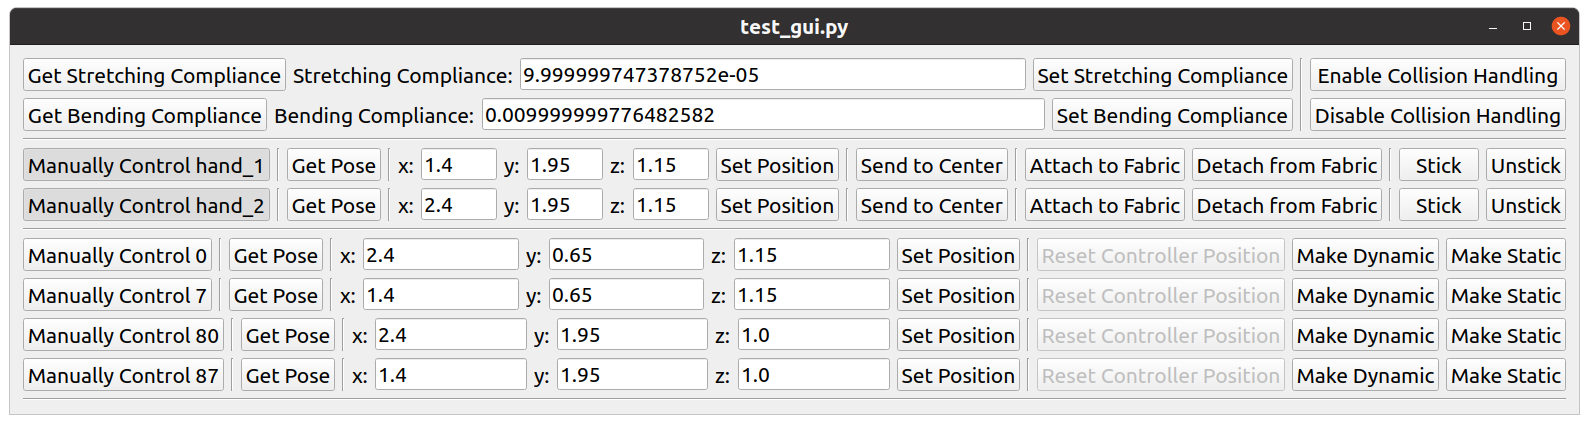 test_gui.py
Get Stretching Compliance Stretching Compliance: 9.999999747378752e-05 Set Stretching Compliance Enable Collision Handling
Get Bending Compliance Bending Compliance: 0.009999999776482582 Set Bending Compliance Disable Collision Handling
Manually Control hand_1 Get Pose x: 1.4 y: 1.95 z: 1.15 Set Position Send to Center Attach to Fabric Detach from Fabric Stick Unstick
Manually Control hand_2 Get Pose x: 2.4 y: 1.95 z: 1.15 Set Position Send to Center Attach to Fabric Detach from Fabric Stick Unstick
Manually Control 0 Get Pose x: 2.4 y: 0.65 z: 1.15 Set Position Reset Controller Position Make Dynamic Make Static
Manually Control 7 Get Pose x: 1.4 y: 0.65 z: 1.15 Set Position Reset Controller Position Make Dynamic Make Static
Manually Control 80 Get Pose x: 2.4 y: 1.95 z: 1.0 Set Position Reset Controller Position Make Dynamic Make Static
Manually Control 87 Get Pose x: 1.4 y: 1.95 z: 1.0 Set Position Reset Controller Position Make Dynamic Make Static